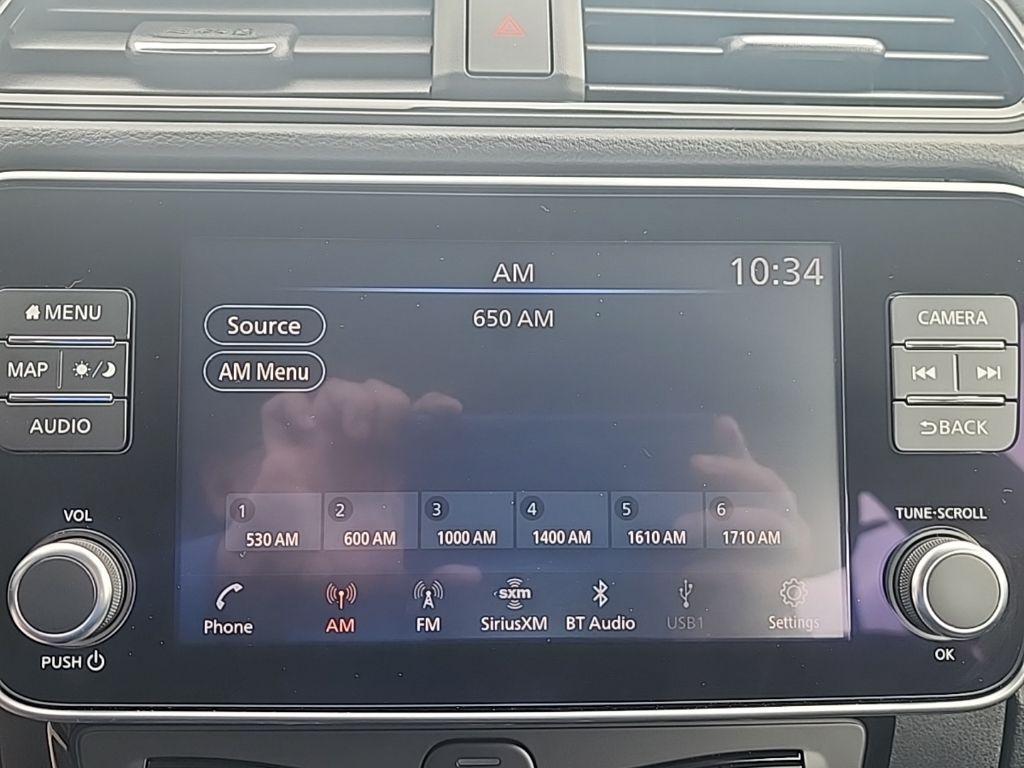 AM
10:34
MENU
Source
650 AM
CAMERA
MAP
AM Menu
AUDIO
BACK
1 2 3 4 5 6
530 AM 600 AM 1000 AM 1400 AM 1610 AM 1710 AM
VOL
TUNE·SCROLL
sxm
Phone AM FM SiriusXM BT Audio USB1 Settings
PUSH
OK